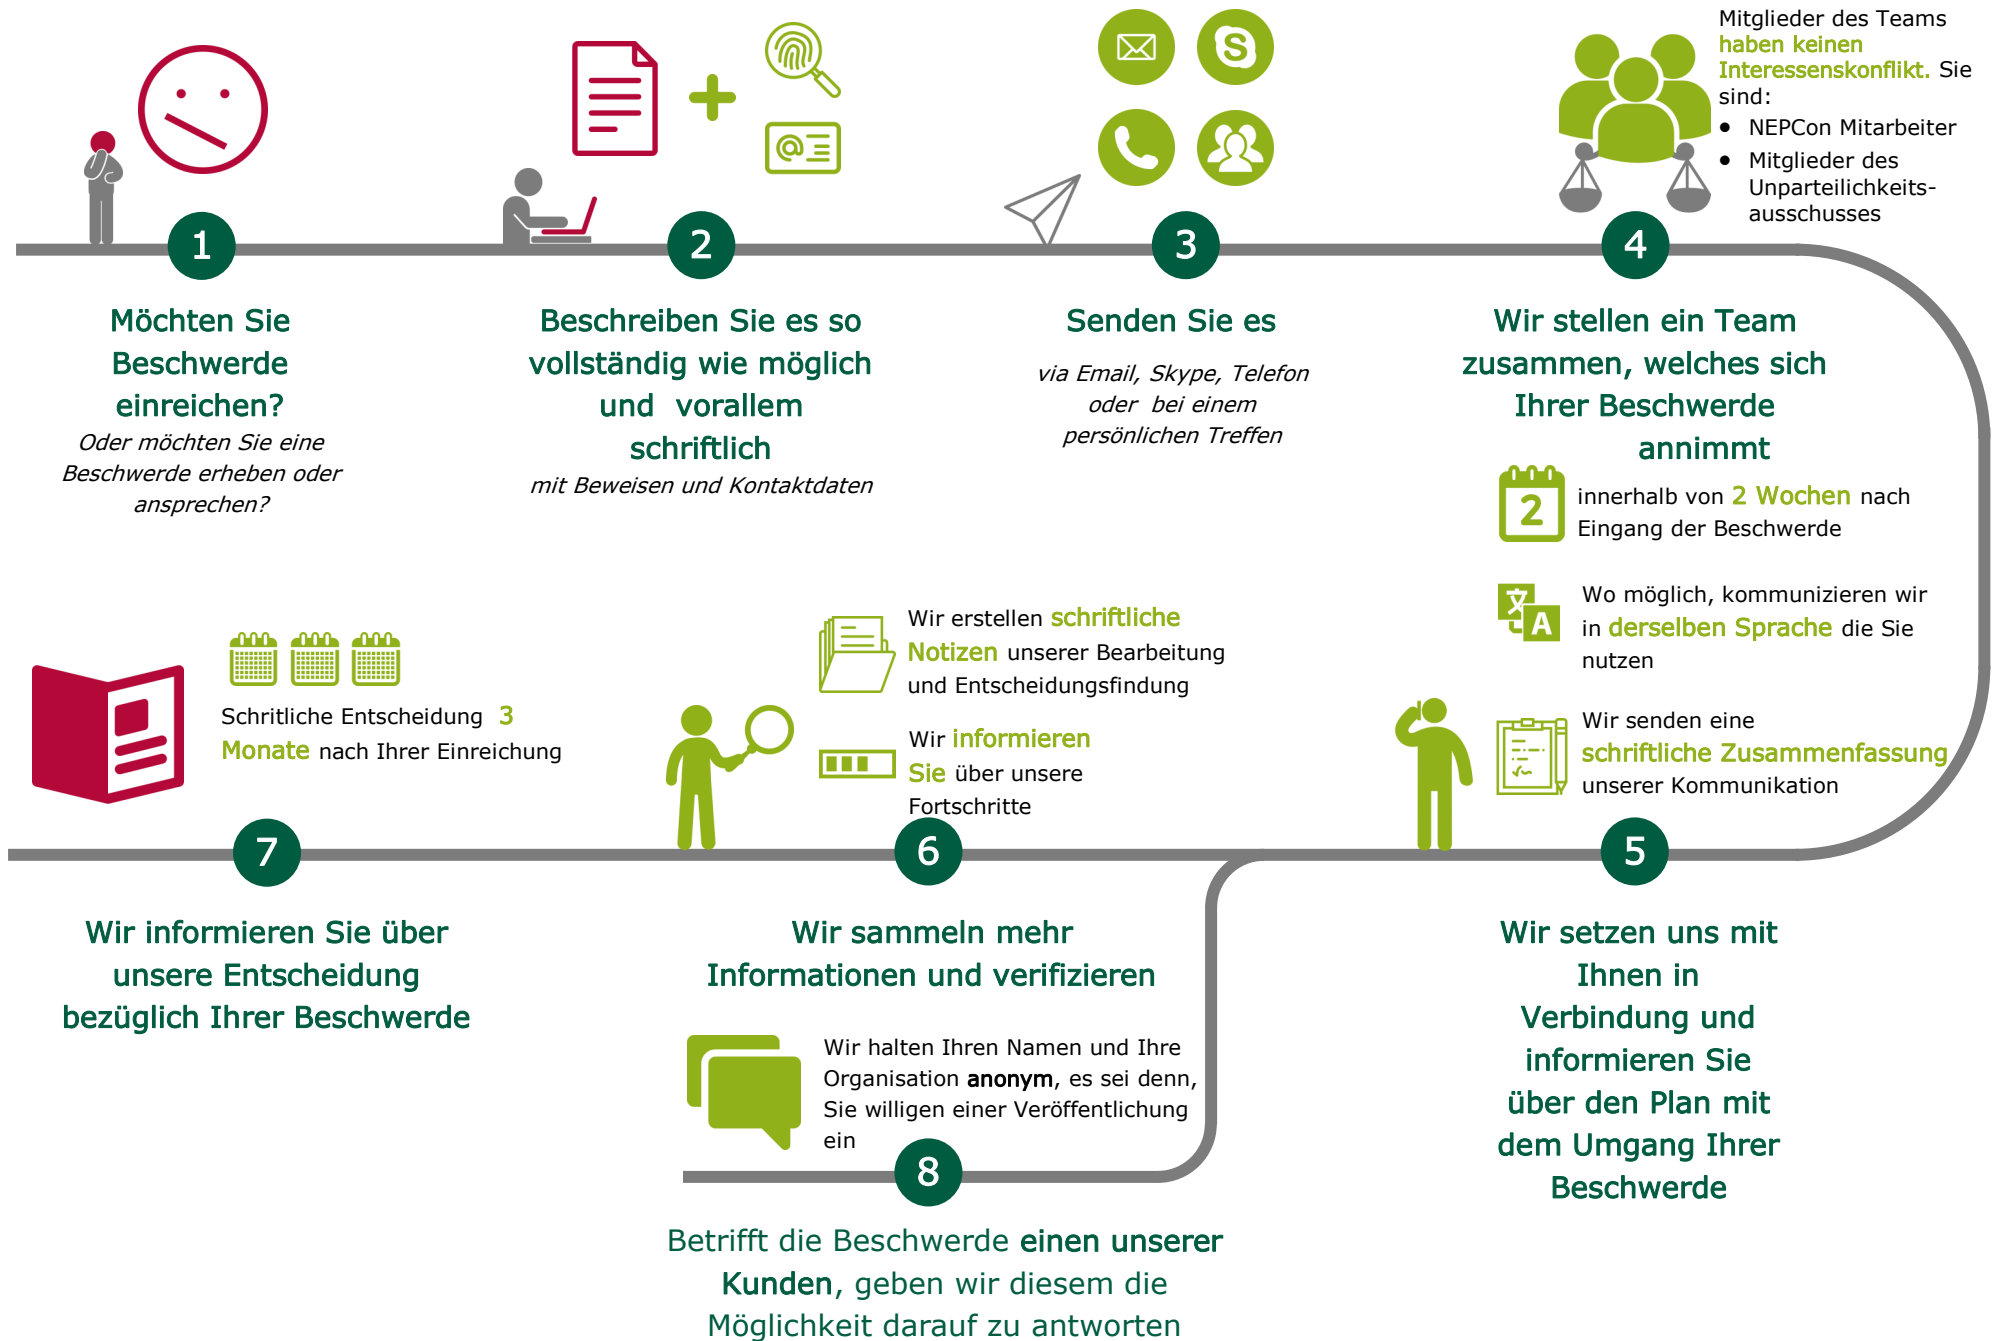 Mitglieder des Teams
haben keinen
Interessenskonflikt. Sie
sind:
• NEPCon Mitarbeiter
• Mitglieder des
Unparteilichkeits-
ausschusses
1
Möchten Sie
Beschwerde
einreichen?
Oder möchten Sie eine
Beschwerde erheben oder
ansprechen?
2
Beschreiben Sie es so
vollständig wie möglich
und vorallem
schriftlich
mit Beweisen und Kontaktdaten
3
Senden Sie es
via Email, Skype, Telefon
oder bei einem
persönlichen Treffen
4
Wir stellen ein Team
zusammen, welches sich
Ihrer Beschwerde
annimmt
2
innerhalb von 2 Wochen nach
Eingang der Beschwerde
A
Wo möglich, kommunizieren wir
in derselben Sprache die Sie
nutzen
Wir senden eine
schriftliche Zusammenfassung
unserer Kommunikation
5
Wir setzen uns mit
Ihnen in
Verbindung und
informieren Sie
über den Plan mit
dem Umgang Ihrer
Beschwerde
Wir erstellen schriftliche
Notizen unserer Bearbeitung
und Entscheidungsfindung
Wir informieren
Sie über unsere
Fortschritte
6
Wir sammeln mehr
Informationen und verifizieren
Schritliche Entscheidung 3
Monate nach Ihrer Einreichung
7
Wir informieren Sie über
unsere Entscheidung
bezüglich Ihrer Beschwerde
Wir halten Ihren Namen und Ihre
Organisation anonym, es sei denn,
Sie willigen einer Veröffentlichung
ein
8
Betrifft die Beschwerde einen unserer
Kunden, geben wir diesem die
Möglichkeit darauf zu antworten